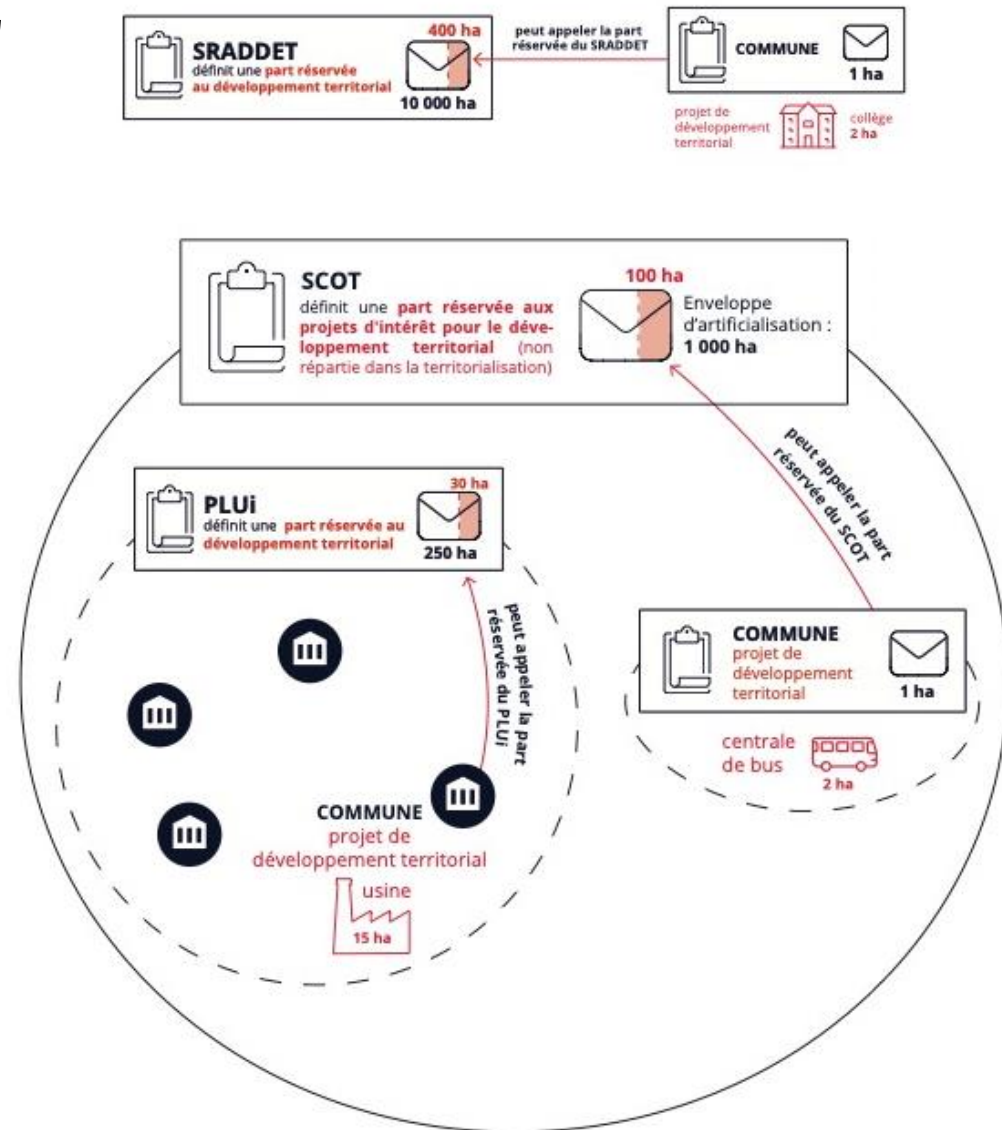 SRADDET
définit une part réservée
au développement territorial
400 ha
10 000 ha
peut appeler la part
réservée du SRADDET
COMMUNE
1 ha
projet de
développement
territorial
collège
2 ha
SCOT
définit une part réservée aux
projets d'intérêt pour le déve-
loppement territorial (non
répartie dans la territorialisation)
100 ha
Enveloppe
d'artificialisation :
1 000 ha
peut appeler la part
réservée du SCOT
PLUi
définit une part réservée au
développement territorial
30 ha
250 ha
peut appeler la part
réservée du PLUi
COMMUNE
projet de
développement
territorial
1 ha
centrale
de bus
2 ha
COMMUNE
projet de
développement territorial
usine
15 ha